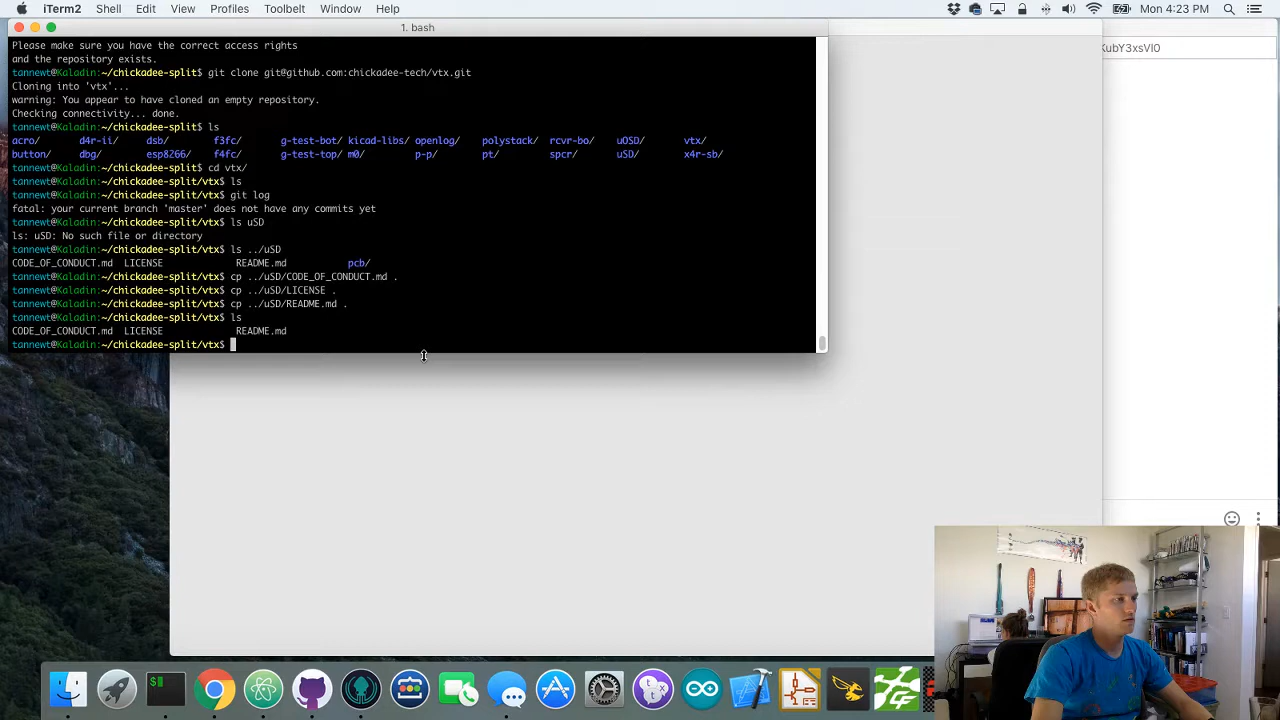 iTerm2 Shell Edit View Profiles Toolbelt Window Help Mon 4:23 PM
1. bash
KubY3xsVI0
Please make sure you have the correct access rights
and the repository exists.
tannewt@Kaladin:~/chickadee-split$ git clone git@github.com:chickadee-tech/vtx.git
Cloning into 'vtx'...
warning: You appear to have cloned an empty repository.
Checking connectivity... done.
tannewt@Kaladin:~/chickadee-split$ ls
acro/ d4r-ii/ dsb/ f3fc/ g-test-bot/ kicad-libs/ openlog/ polystack/ rcvr-bo/ uOSD/ vtx/
button/ dbg/ esp8266/ f4fc/ g-test-top/ m0/ p-p/ pt/ spcr/ uSD/ x4r-sb/
tannewt@Kaladin:~/chickadee-split$ cd vtx/
tannewt@Kaladin:~/chickadee-split/vtx$ ls
tannewt@Kaladin:~/chickadee-split/vtx$ git log
fatal: your current branch 'master' does not have any commits yet
tannewt@Kaladin:~/chickadee-split/vtx$ ls uSD
ls: uSD: No such file or directory
tannewt@Kaladin:~/chickadee-split/vtx$ ls ../uSD
CODE_OF_CONDUCT.md LICENSE README.md pcb/
tannewt@Kaladin:~/chickadee-split/vtx$ cp ../uSD/CODE_OF_CONDUCT.md .
tannewt@Kaladin:~/chickadee-split/vtx$ cp ../uSD/LICENSE .
tannewt@Kaladin:~/chickadee-split/vtx$ cp ../uSD/README.md .
tannewt@Kaladin:~/chickadee-split/vtx$ ls
CODE_OF_CONDUCT.md LICENSE README.md
tannewt@Kaladin:~/chickadee-split/vtx$